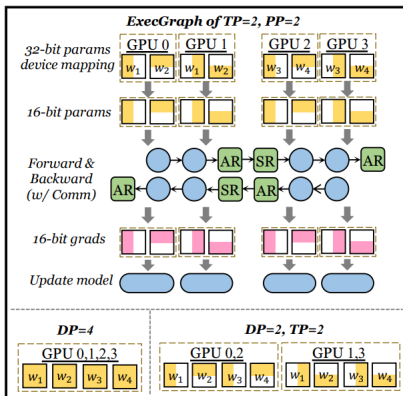 ExecGraph of TP=2, PP=2
32-bit params device mapping
GPU 0 GPU 1 GPU 2 GPU 3
w1 w2 w1 w2 w3 w4 w3 w4
16-bit params
Forward & Backward (w/ Comm)
AR SR AR
AR SR AR
16-bit grads
Update model
DP=4
GPU 0,1,2,3
w1 w2 w3 w4
DP=2, TP=2
GPU 0,2 GPU 1,3
w1 w2 w3 w4 w1 w2 w3 w4